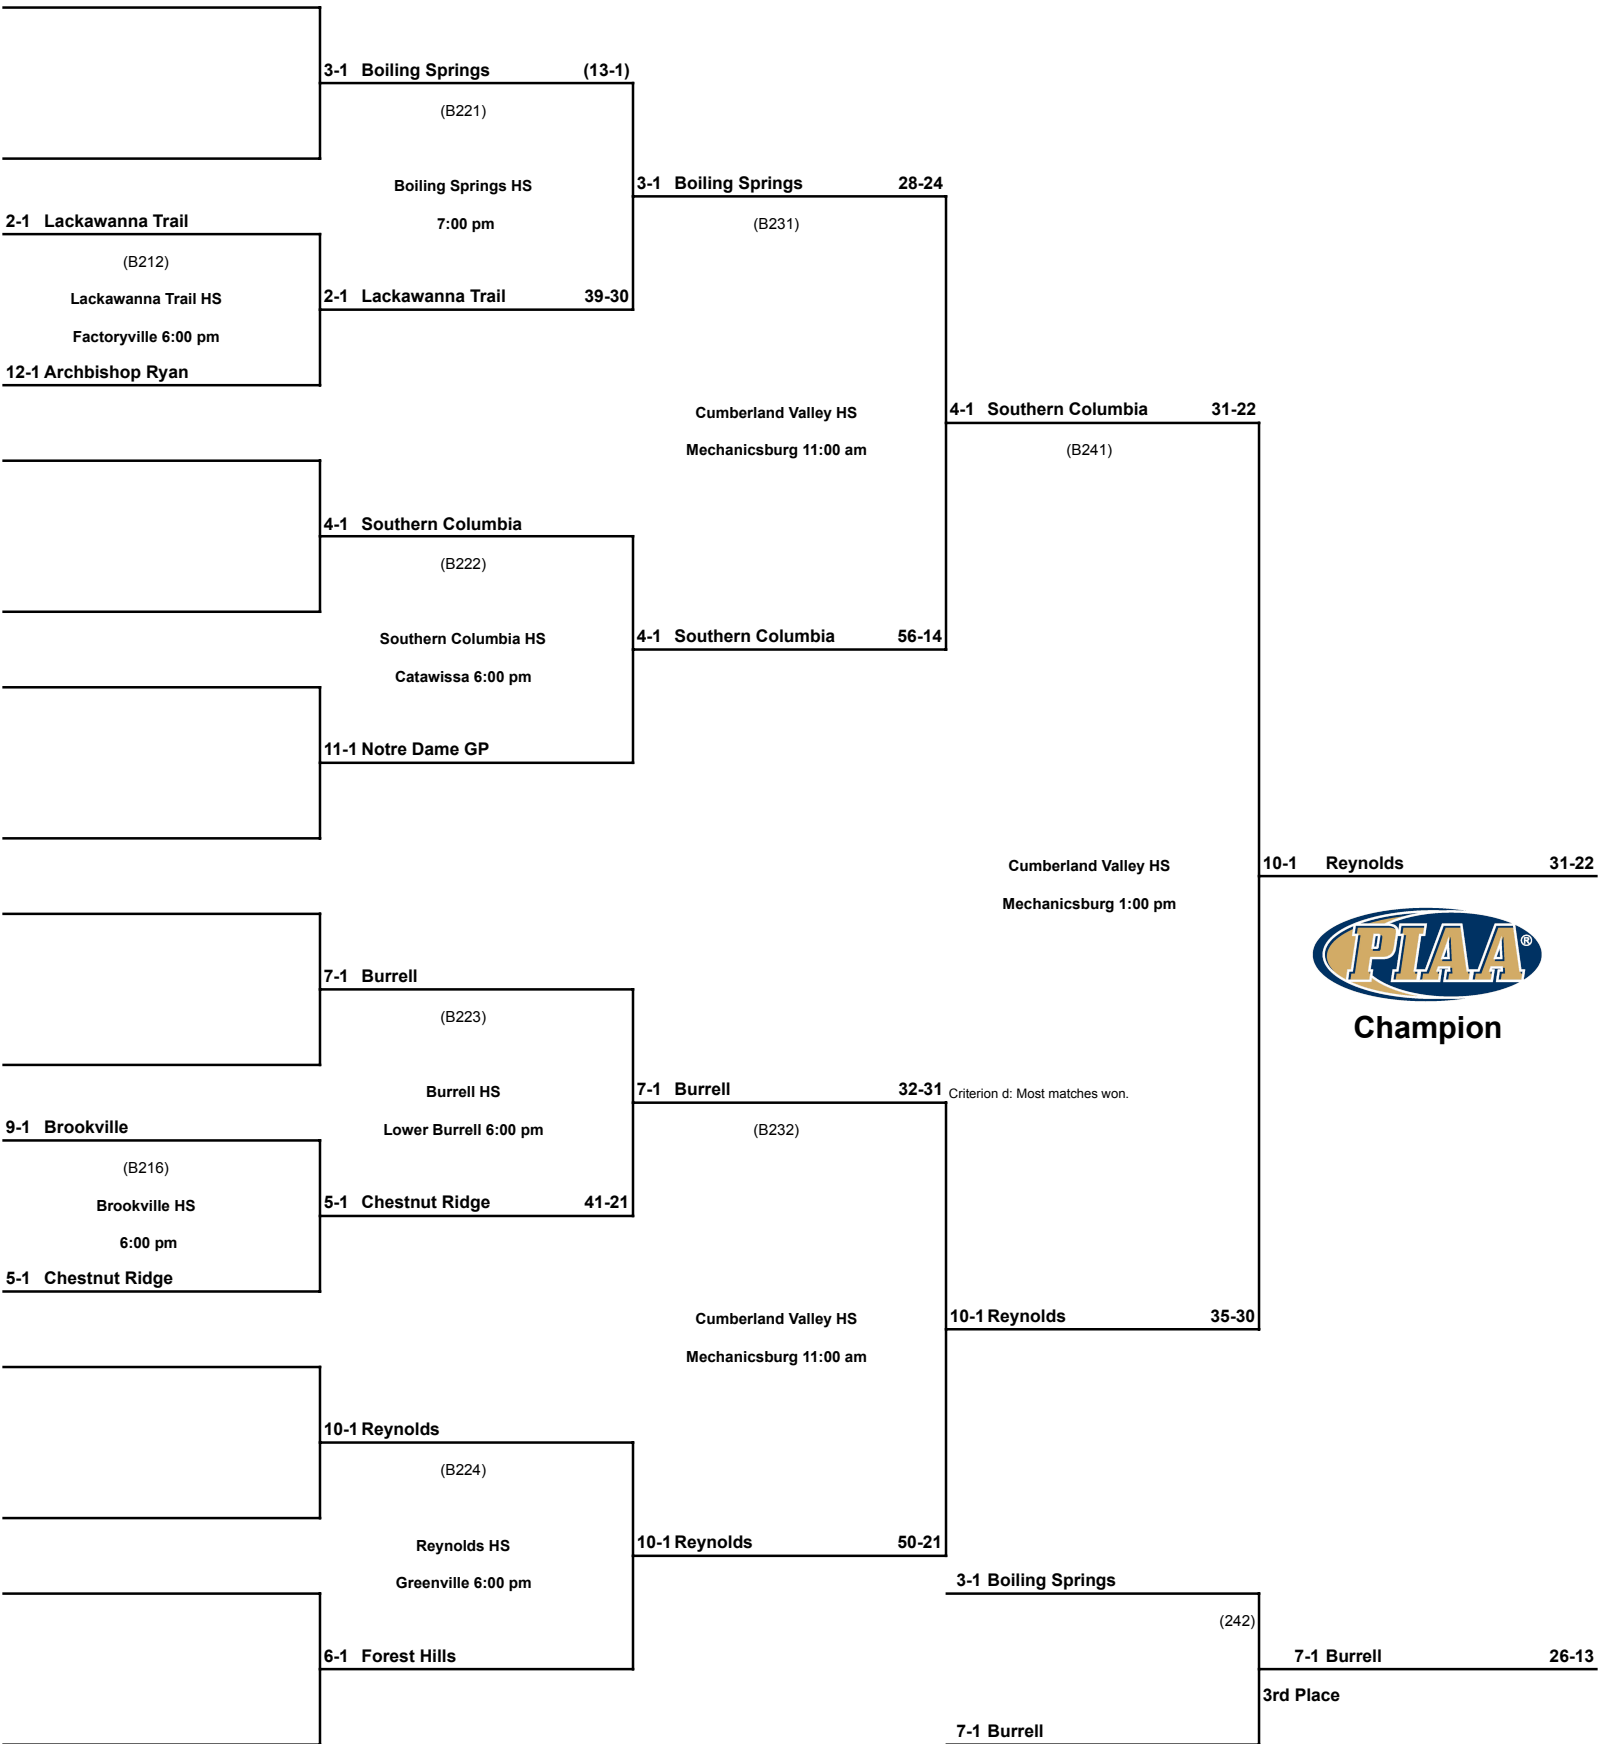 3-1 Boiling Springs (13-1)
(B221)
Boiling Springs HS
3-1 Boiling Springs 28-24
2-1 Lackawanna Trail
7:00 pm
(B231)
(B212)
Lackawanna Trail HS
2-1 Lackawanna Trail 39-30
Factoryville 6:00 pm
12-1 Archbishop Ryan
Cumberland Valley HS
4-1 Southern Columbia 31-22
Mechanicsburg 11:00 am
(B241)
4-1 Southern Columbia
(B222)
Southern Columbia HS
4-1 Southern Columbia 56-14
Catawissa 6:00 pm
11-1 Notre Dame GP
Cumberland Valley HS
10-1 Reynolds 31-22
Mechanicsburg 1:00 pm
PIAA®
Champion
7-1 Burrell
(B223)
Burrell HS
7-1 Burrell 32-31 Criterion d: Most matches won.
9-1 Brookville
Lower Burrell 6:00 pm
(B232)
(B216)
Brookville HS
5-1 Chestnut Ridge 41-21
6:00 pm
5-1 Chestnut Ridge
Cumberland Valley HS
10-1 Reynolds 35-30
Mechanicsburg 11:00 am
10-1 Reynolds
(B224)
Reynolds HS
10-1 Reynolds 50-21
Greenville 6:00 pm
3-1 Boiling Springs
(242)
6-1 Forest Hills
7-1 Burrell 26-13
3rd Place
7-1 Burrell